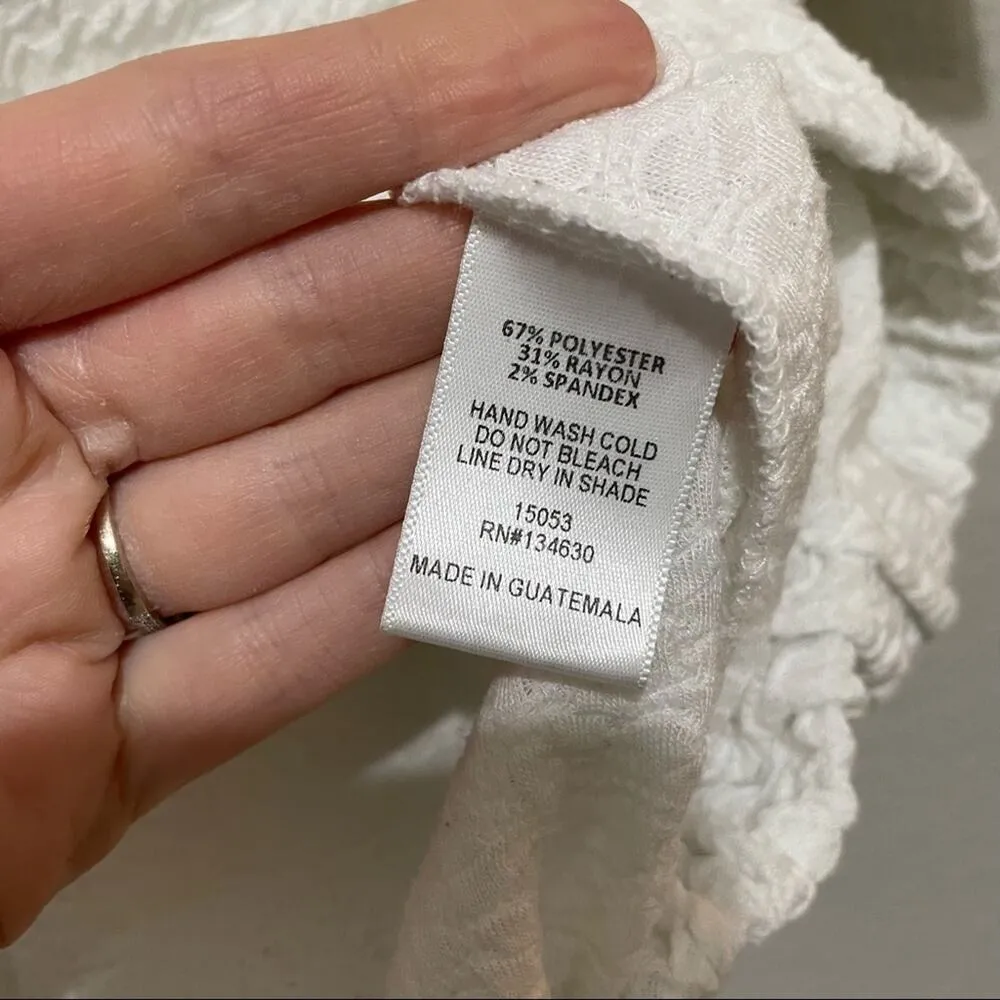 67% POLYESTER
31% RAYON
2% SPANDEX
HAND WASH COLD
DO NOT BLEACH
LINE DRY IN SHADE
15053
RN#134630
MADE IN GUATEMALA